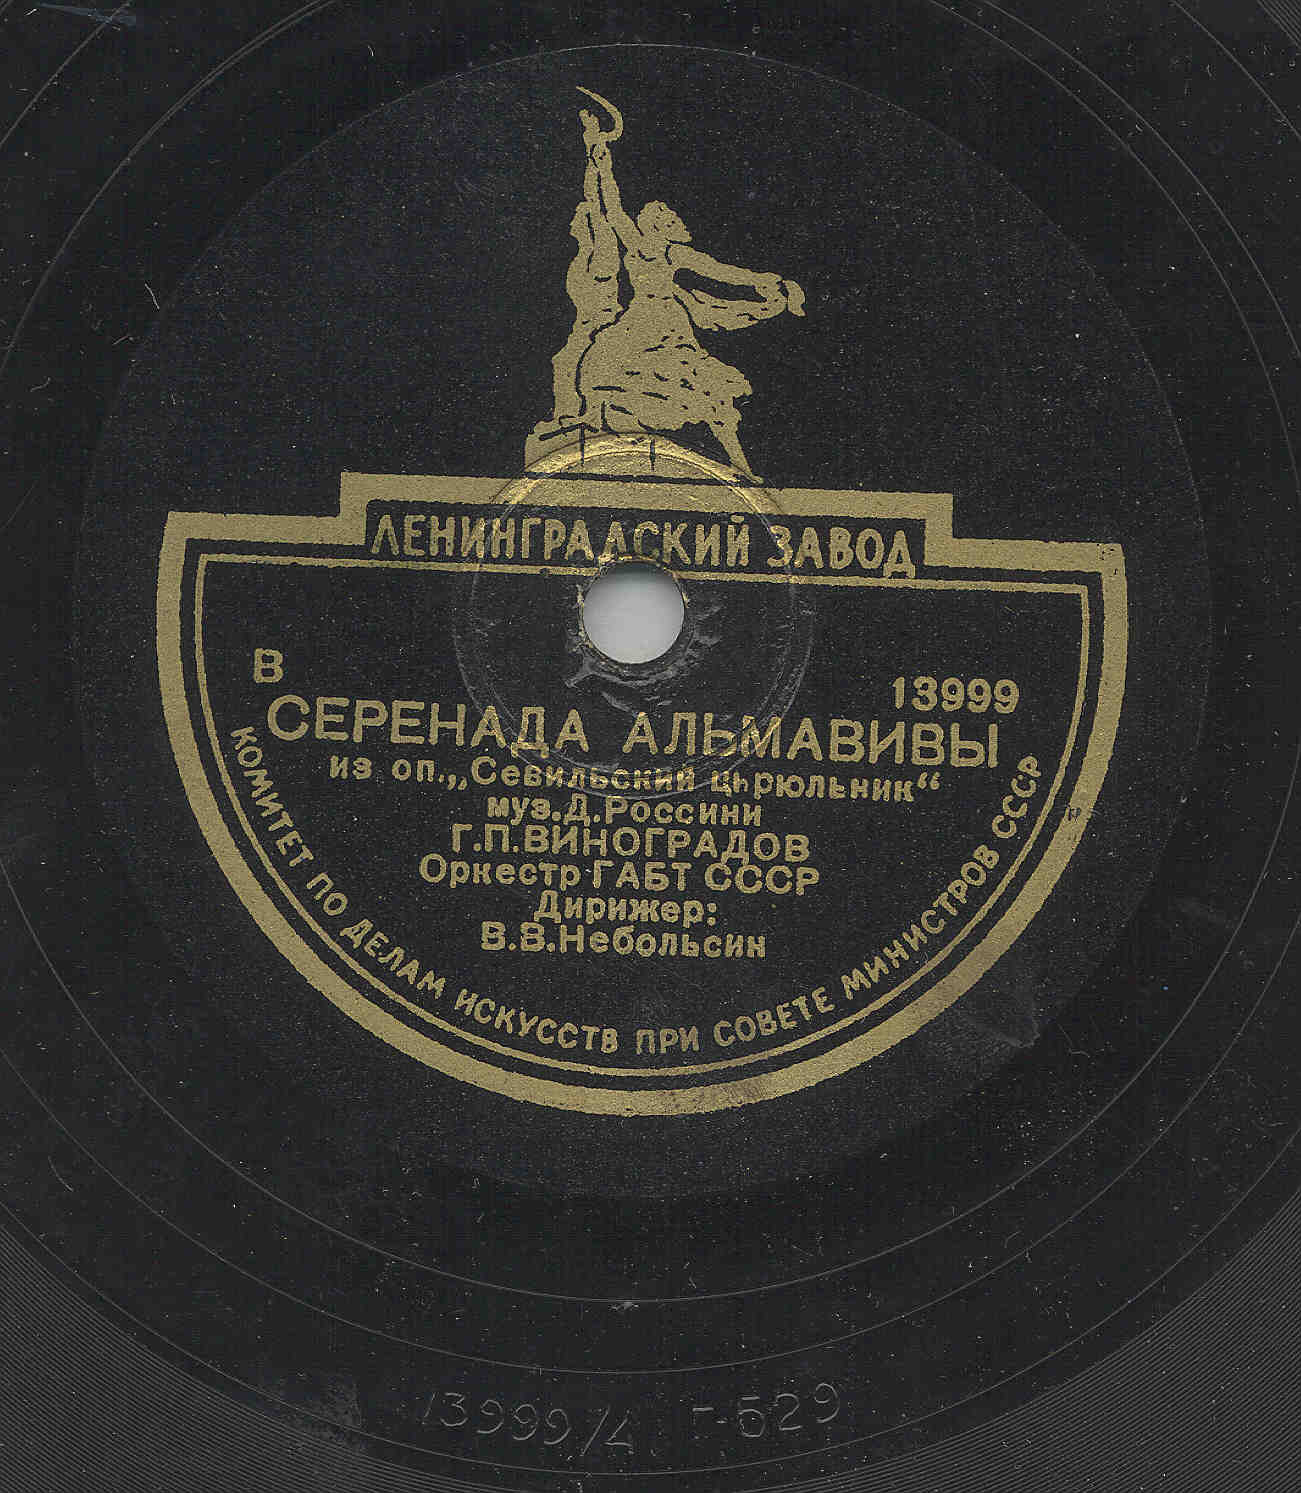 ЛЕНИНГРАДСКИЙ ЗАВОД
В 13999
СЕРЕНАДА АЛЬМАВИВЫ
из оп. „Севильский цирюльник“
муз. Д. Россини
Г.П. ВИНОГРАДОВ
Оркестр ГАБТ СССР
Дирижер:
В.В. Небольсин
КОМИТЕТ ПО ДЕЛАМ ИСКУССТВ ПРИ СОВЕТЕ МИНИСТРОВ СССР
13999/4 Г-529